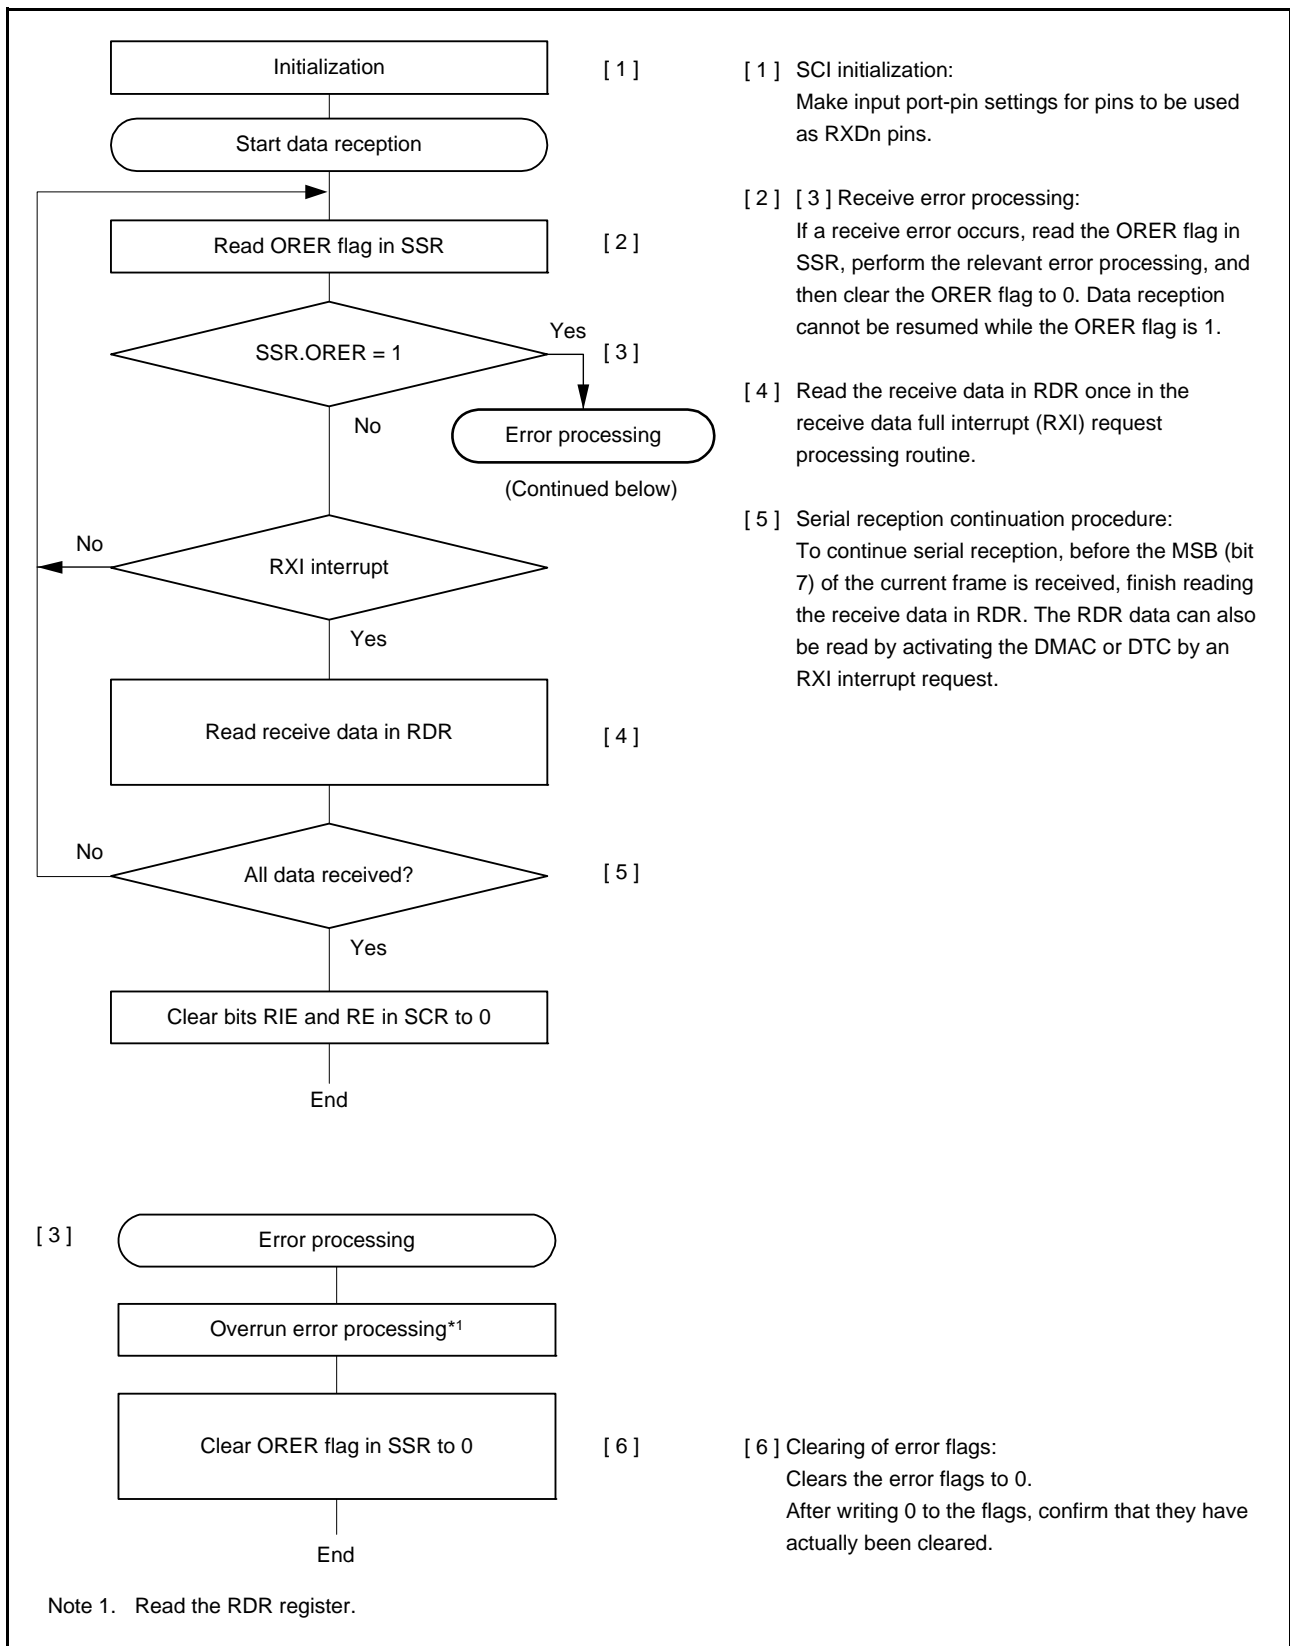 Initialization
[ 1 ]
Start data reception
Read ORER flag in SSR
[ 2 ]
SSR.ORER = 1
Yes
[ 3 ]
No
Error processing
(Continued below)
No
RXI interrupt
Yes
Read receive data in RDR
[ 4 ]
No
All data received?
[ 5 ]
Yes
Clear bits RIE and RE in SCR to 0
End
[ 1 ] SCI initialization:
Make input port-pin settings for pins to be used
as RXDn pins.
[ 2 ] [ 3 ] Receive error processing:
If a receive error occurs, read the ORER flag in
SSR, perform the relevant error processing, and
then clear the ORER flag to 0. Data reception
cannot be resumed while the ORER flag is 1.
[ 4 ] Read the receive data in RDR once in the
receive data full interrupt (RXI) request
processing routine.
[ 5 ] Serial reception continuation procedure:
To continue serial reception, before the MSB (bit
7) of the current frame is received, finish reading
the receive data in RDR. The RDR data can also
be read by activating the DMAC or DTC by an
RXI interrupt request.
[ 3 ]
Error processing
Overrun error processing*1
Clear ORER flag in SSR to 0
[ 6 ]
End
[ 6 ] Clearing of error flags:
Clears the error flags to 0.
After writing 0 to the flags, confirm that they have
actually been cleared.
Note 1. Read the RDR register.